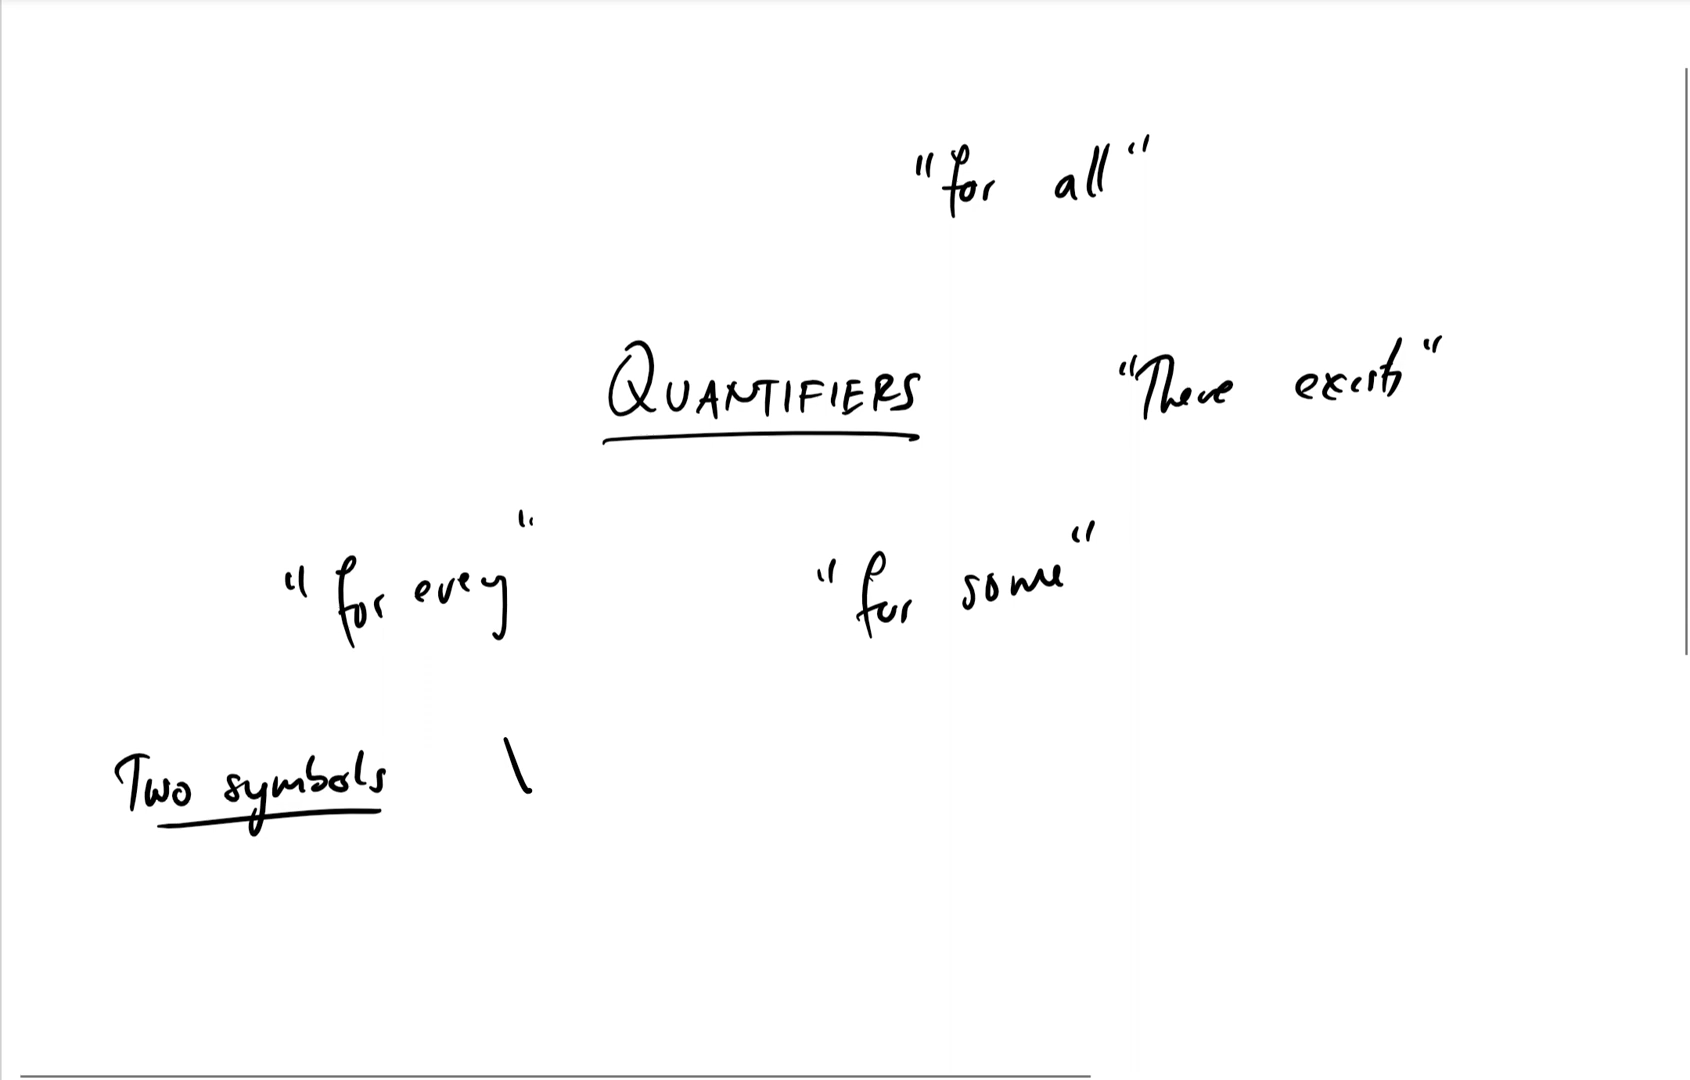 "for all"
QUANTIFIERS "There exists"
"for every" "for some"
Two symbols \